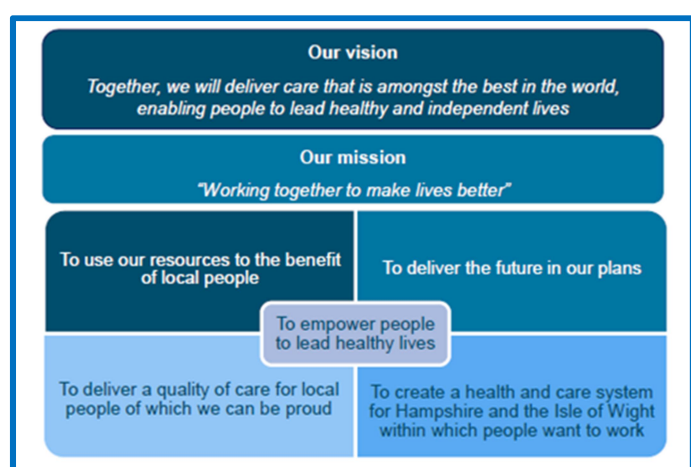 Our vision
Together, we will deliver care that is amongst the best in the world,
enabling people to lead healthy and independent lives
Our mission
“Working together to make lives better”
To use our resources to the benefit
of local people
To deliver the future in our plans
To empower people
to lead healthy lives
To deliver a quality of care for local
people of which we can be proud
To create a health and care system
for Hampshire and the Isle of Wight
within which people want to work